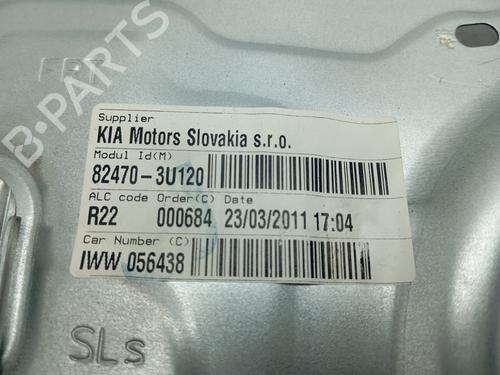 B-PARTS
FRT
Supplier
KIA Motors Slovakia s.r.o.
Modul Id(M)
82470-3U120
ALC code Order(C) Date
R22 000684 23/03/2011 17:04
Car Number (C)
IWW 056438
SLs